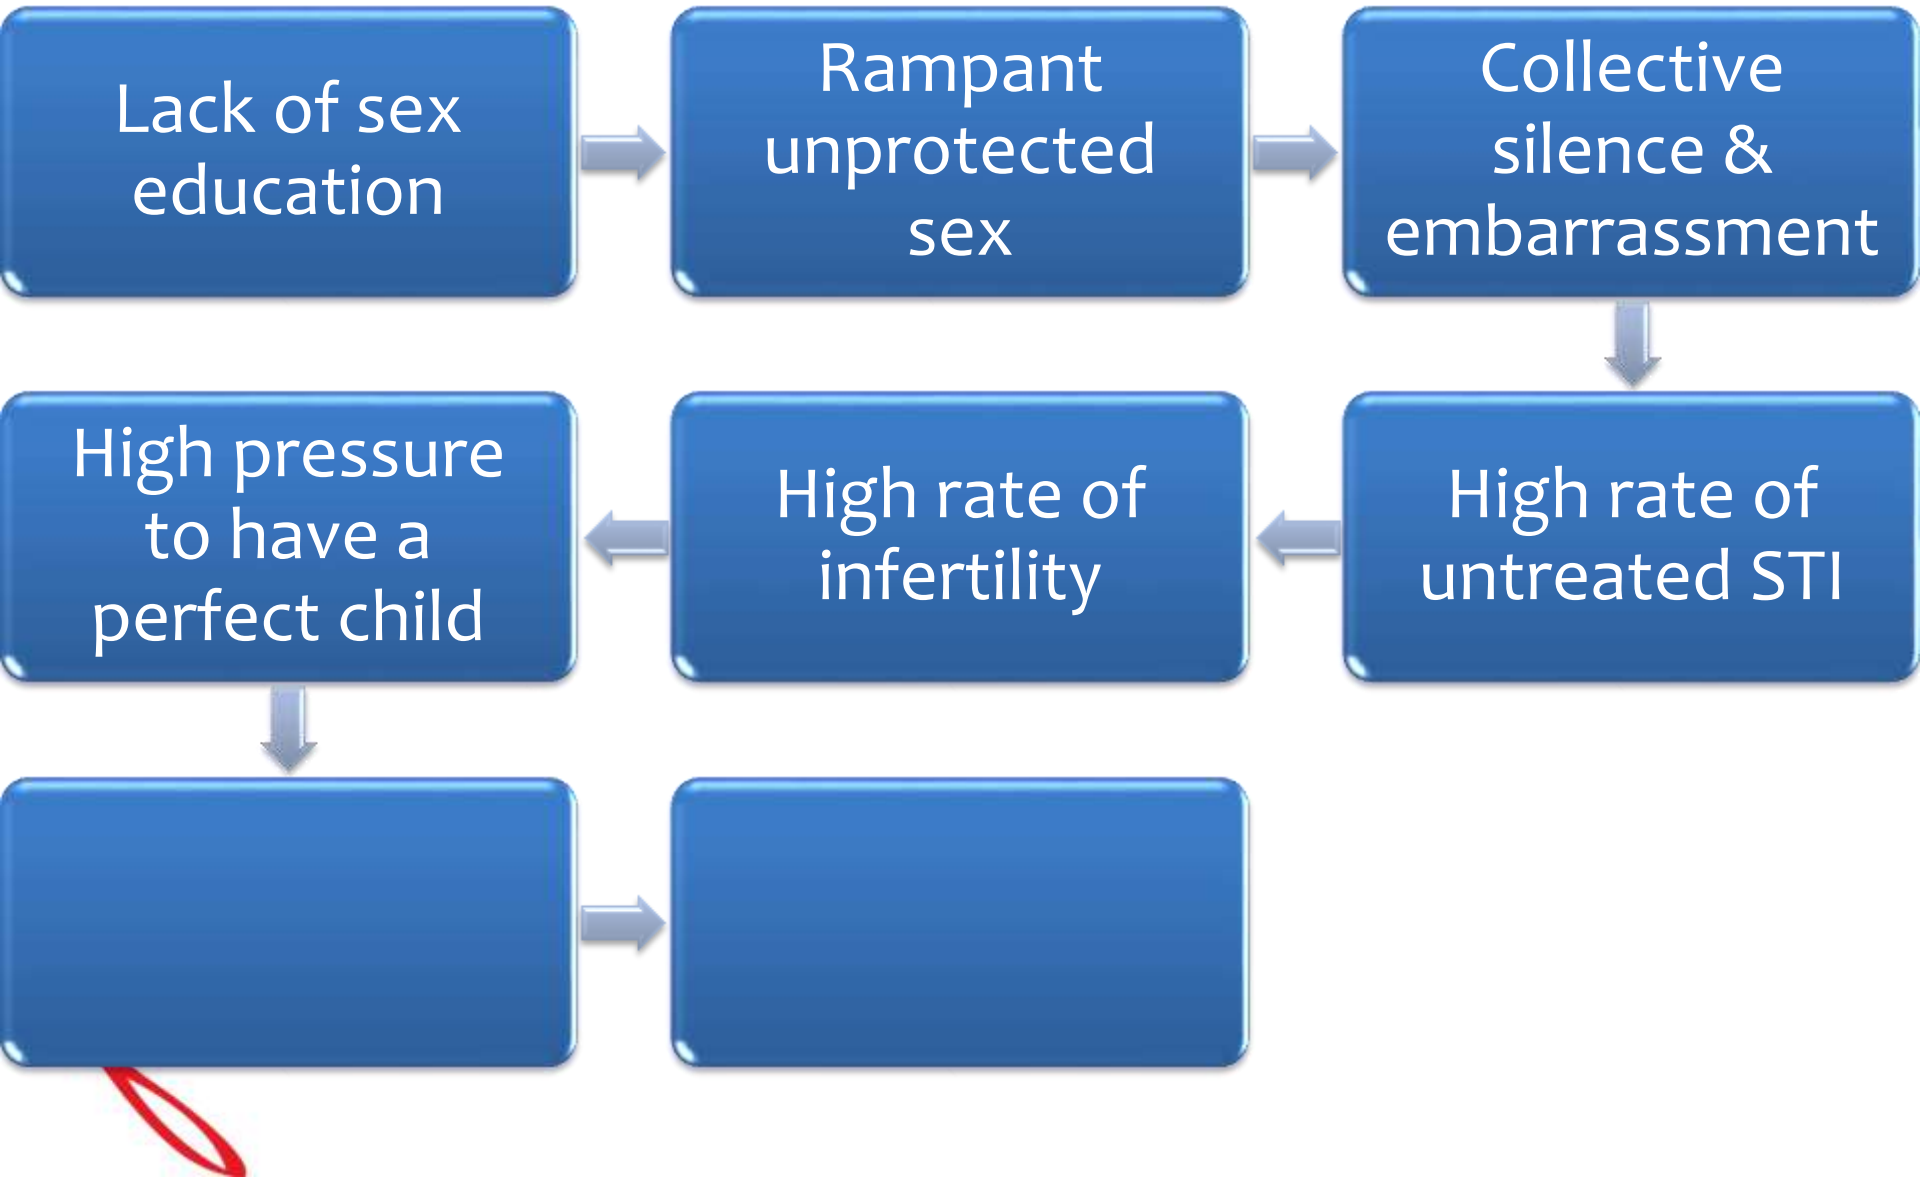 Lack of sex
education
Rampant
unprotected
sex
Collective
silence &
embarrassment
High rate of
untreated STI
High rate of
infertility
High pressure
to have a
perfect child